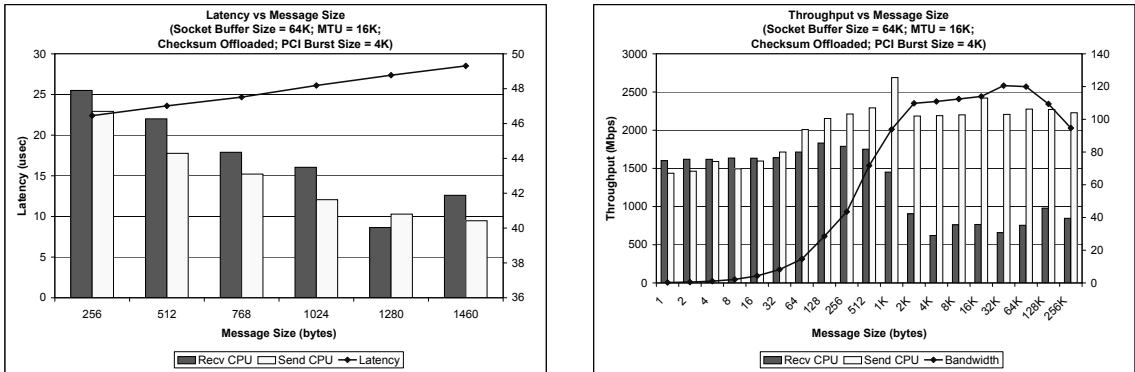 Latency vs Message Size
(Socket Buffer Size = 64K; MTU = 16K;
Checksum Offloaded; PCI Burst Size = 4K)
30
25
20
15
10
5
0
Latency (usec)
50
48
46
44
42
40
38
36
256 512 768 1024 1280 1460
Message Size (bytes)
Recv CPU Send CPU Latency
Throughput vs Message Size
(Socket Buffer Size = 64K; MTU = 16K;
Checksum Offloaded; PCI Burst Size = 4K)
3000
2500
2000
1500
1000
500
0
Throughput (Mbps)
140
120
100
80
60
40
20
0
1 2 4 8 16 32 64 128 256 512 1K 2K 4K 8K 16K 32K 64K 128K 256K
Message Size (bytes)
Recv CPU Send CPU Bandwidth